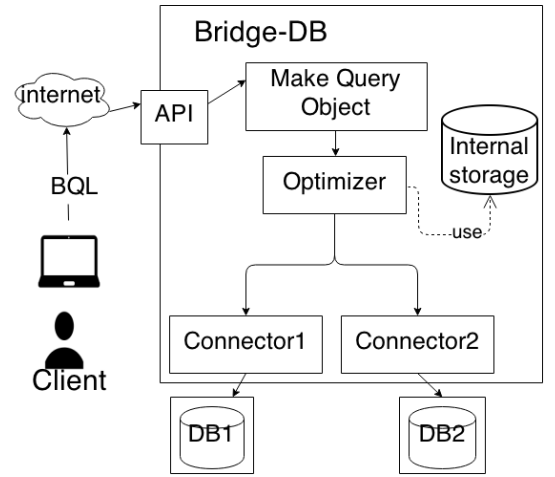 Bridge-DB
internet
API
Make Query
Object
Internal
storage
Optimizer
BQL
use
Connector1
Connector2
Client
DB1
DB2